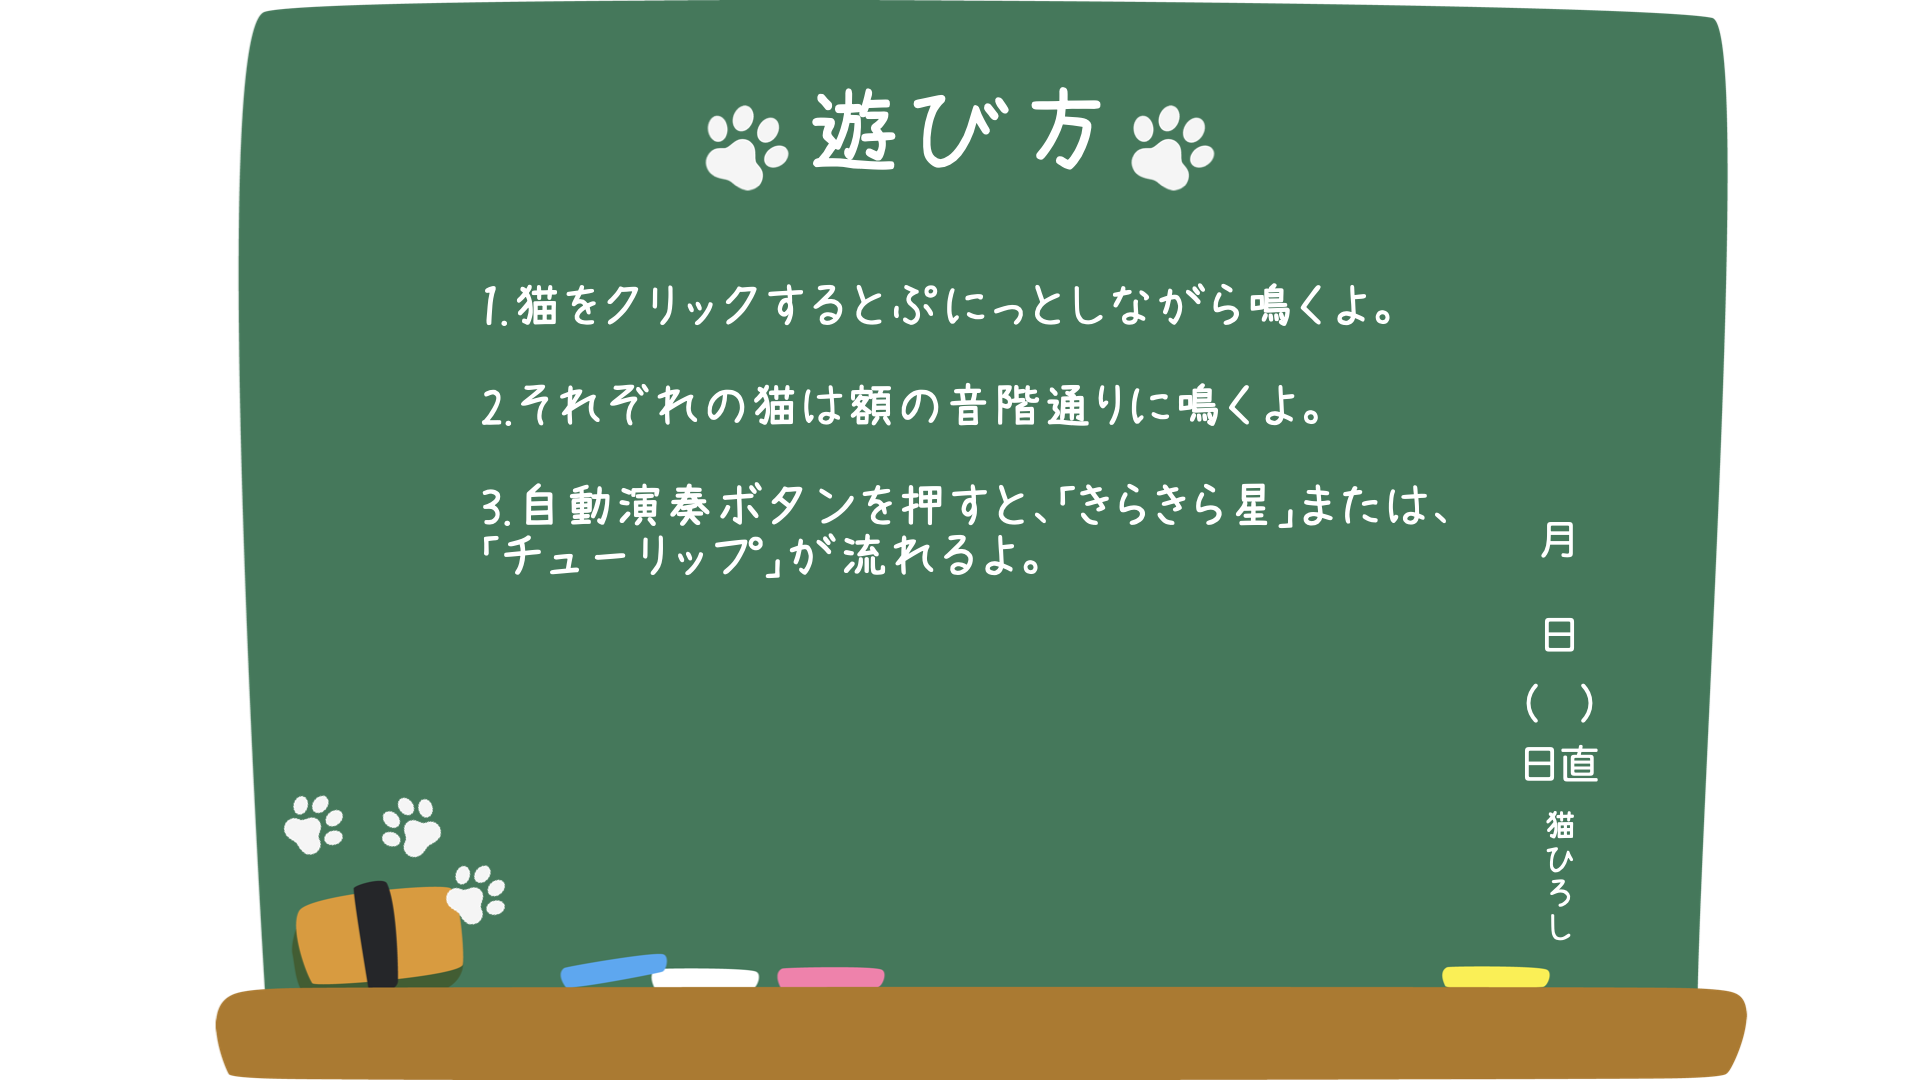 遊び方
1.猫をクリックするとぷにっとしながら鳴くよ。
2.それぞれの猫は額の音階通りに鳴くよ。
3.自動演奏ボタンを押すと、「きらきら星」または、
「チューリップ」が流れるよ。
月
日
(　)
日直
猫ひろし